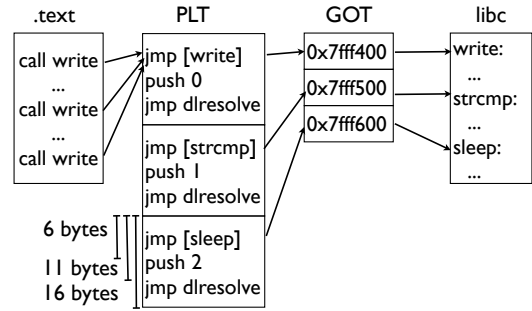 .text
PLT
GOT
libc
call write
...
call write
...
call write
jmp [write]
push 0
jmp dlresolve
jmp [strcmp]
push 1
jmp dlresolve
jmp [sleep]
push 2
jmp dlresolve
0x7fff400
0x7fff500
0x7fff600
write:
...
strcmp:
...
sleep:
...
6 bytes
11 bytes
16 bytes